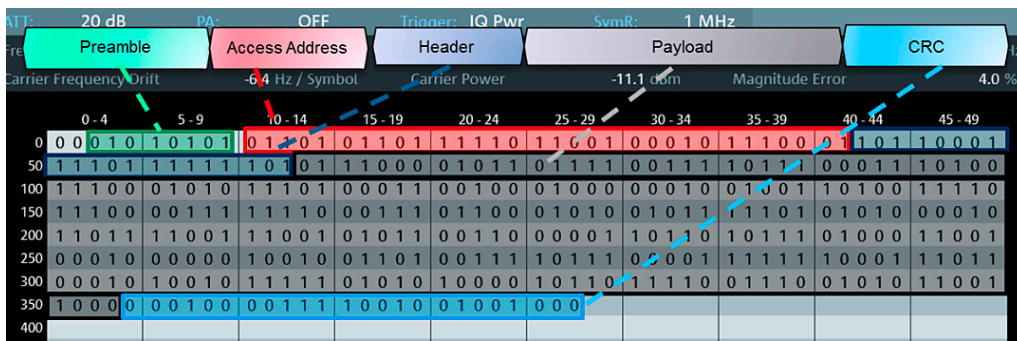 ATT: 20 dB PA: OFF Trigger: IQ Pwr SymR: 1 MHz
Preamble Access Address Header Payload CRC
Carrier Frequency Drift -6.4 Hz / Symbol Carrier Power -11.1 dBm Magnitude Error 4.0 %
0 - 4 5 - 9 10 - 14 15 - 19 20 - 24 25 - 29 30 - 34 35 - 39 40 - 44 45 - 49
0 0 0 0 1 0 1 0 1 0 1 0 1 0 1 0 1 1 0 1 1 1 1 1 0 1 0 0 1 0 0 0 1 0 1 1 1 0 0 0 1 1 0 1 1 0 0 0 1
50 1 1 1 0 1 1 1 1 1 1 0 1 0 1 1 0 0 0 1 0 0 1 1 0 1 1 1 0 1 1 0 1 1 0 1 1 0 0 0 1 1 1 0 1 0 0
100 1 1 1 0 0 0 1 0 1 0 1 1 1 0 1 0 0 0 0 1 0 0 1 0 1 0 1 0 0 0 0 0 0 1 0 0 1 0 1 1 0 1 0 0 1 1 1 1 0
150 1 1 1 0 0 0 0 1 1 1 1 1 1 1 0 0 0 1 1 1 0 1 1 0 0 0 1 0 1 0 0 1 0 1 1 1 1 0 1 0 1 0 1 0 0 0 0 1 0
200 1 1 0 1 1 1 1 0 0 1 1 0 0 1 0 1 0 1 1 0 0 1 1 0 0 0 0 0 1 1 0 1 0 1 0 1 1 1 0 1 0 0 0 1 1 0 0 1
250 0 0 0 1 0 0 0 0 0 0 1 0 0 1 0 0 1 1 0 1 0 0 1 1 1 1 0 1 1 1 0 0 0 1 1 1 1 1 1 0 0 0 1 1 1 0 1 1
300 0 0 0 1 0 1 0 0 1 0 1 1 1 1 1 0 1 0 1 0 1 0 0 0 1 0 1 1 0 1 1 1 0 0 1 1 1 0 0 1 0 1 0 1 1 0 0 1
350 1 0 0 0 0 0 0 1 0 0 0 0 1 1 1 1 0 0 1 0 0 1 0 0 1 0 0 0
400